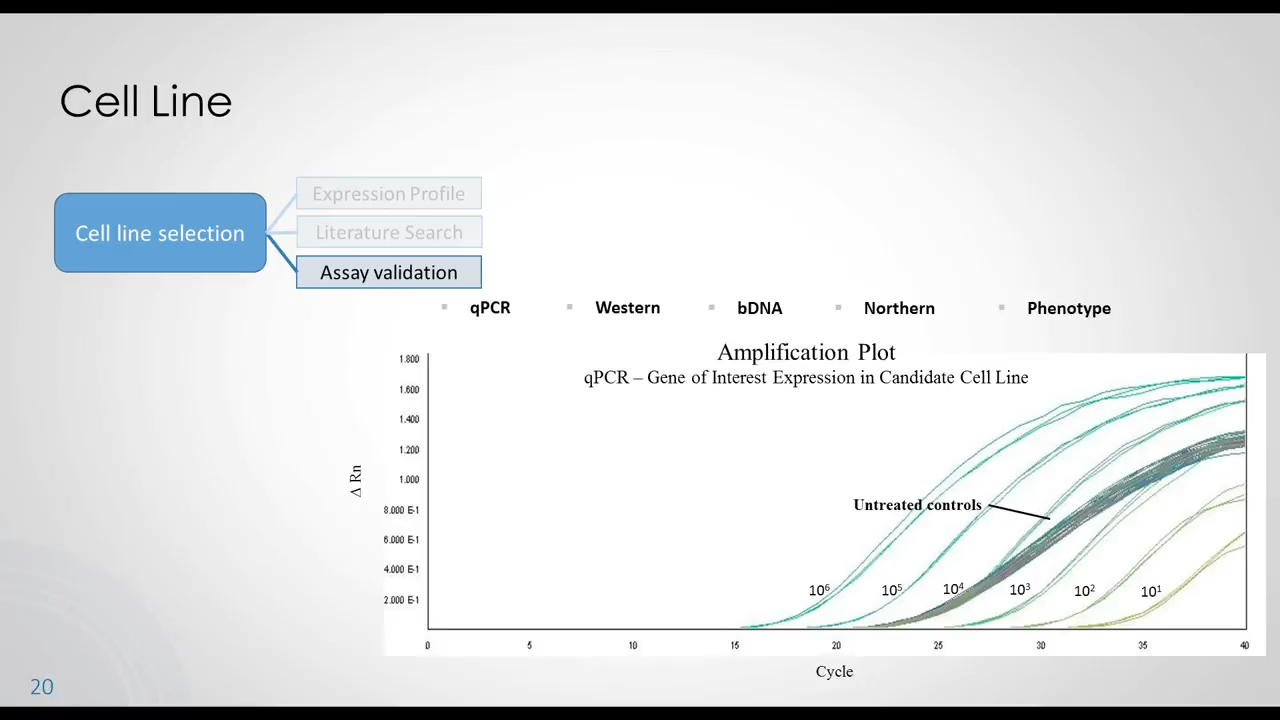 Cell Line
Cell line selection
Expression Profile
Literature Search
Assay validation
qPCR
Western
bDNA
Northern
Phenotype
Amplification Plot
qPCR – Gene of Interest Expression in Candidate Cell Line
Δ Rn
1.800
1.600
1.400
1.200
1.000
8.000 E-1
6.000 E-1
4.000 E-1
2.000 E-1
Untreated controls
10⁶
10⁵
10⁴
10³
10²
10¹
0
5
10
15
20
25
30
35
40
Cycle
20